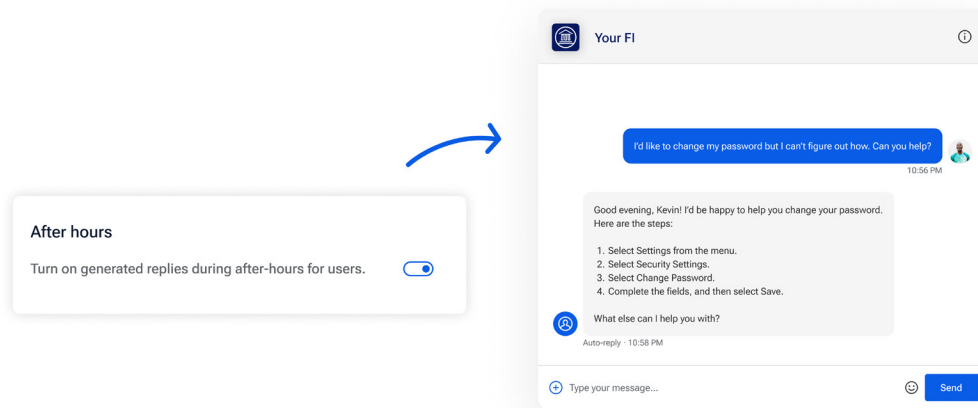 After hours
Turn on generated replies during after-hours for users.
Your FI
I'd like to change my password but I can't figure out how. Can you help?
10:56 PM
Good evening, Kevin! I'd be happy to help you change your password.
Here are the steps:
1. Select Settings from the menu.
2. Select Security Settings.
3. Select Change Password.
4. Complete the fields, and then select Save.
What else can I help you with?
Auto-reply · 10:58 PM
Type your message...
Send